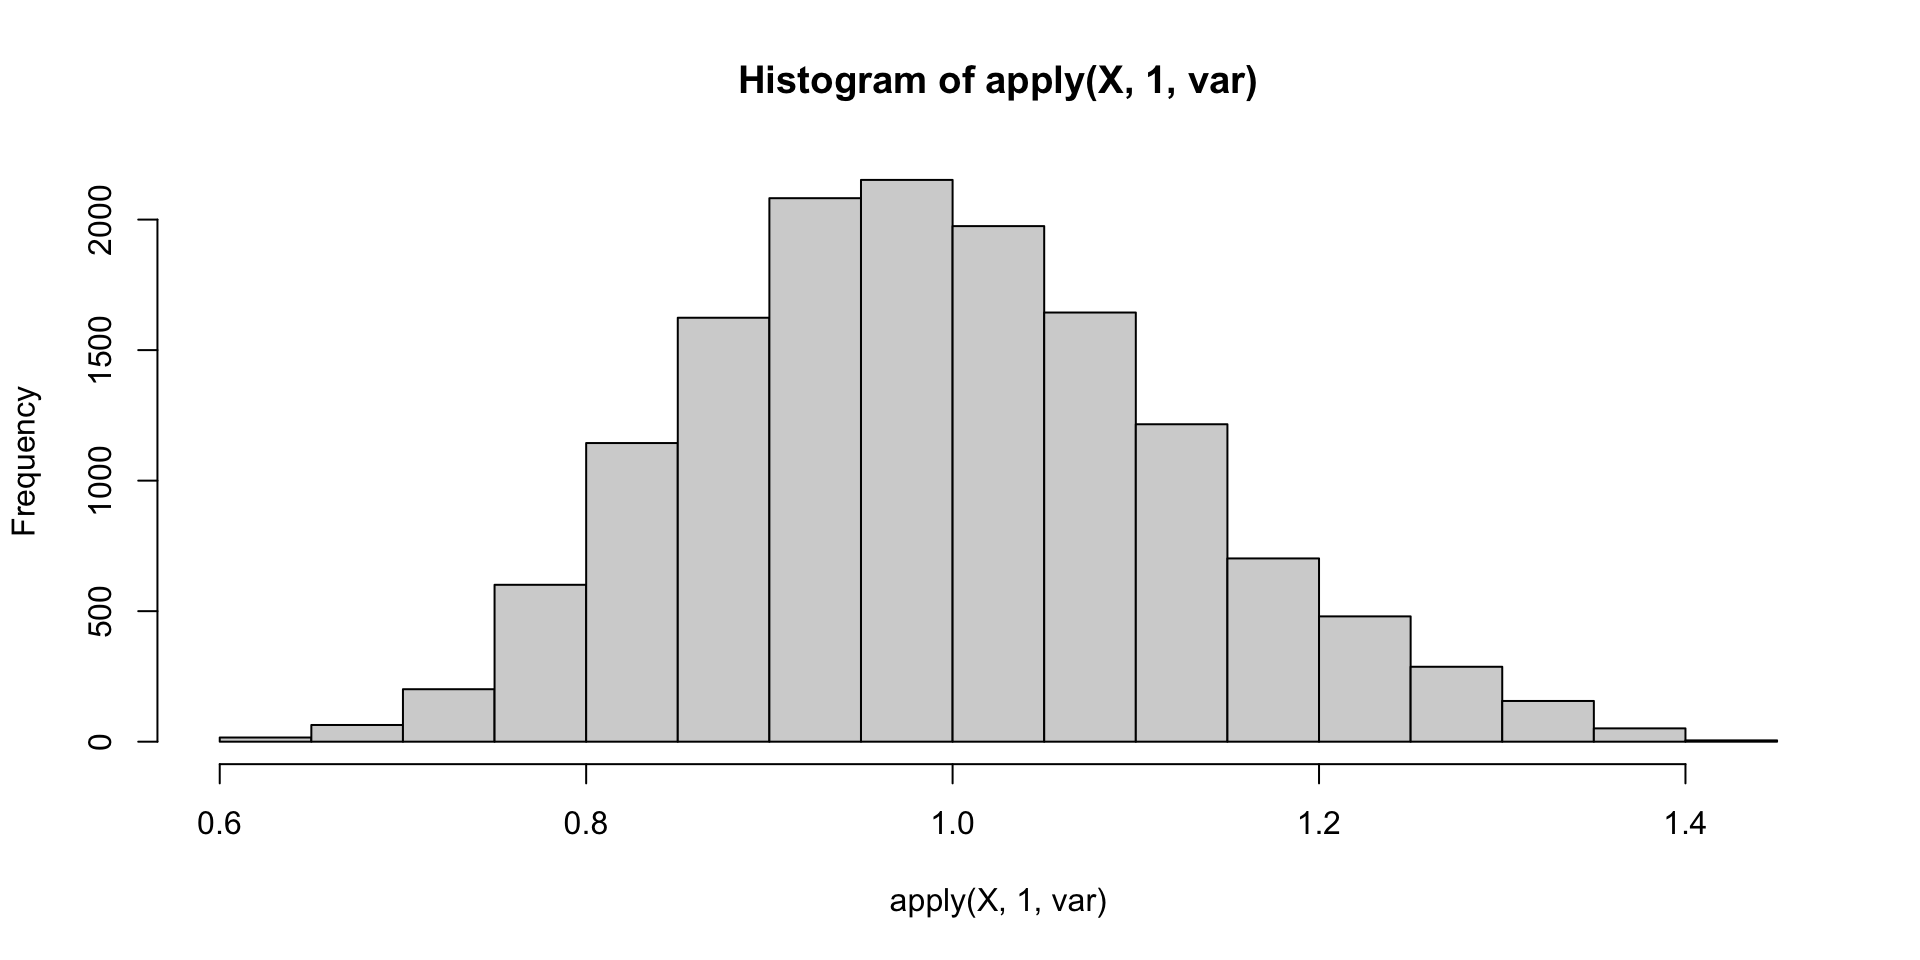 Histogram of apply(X, 1, var)
Frequency
2000
1500
1000
500
0
0.6 0.8 1.0 1.2 1.4
apply(X, 1, var)